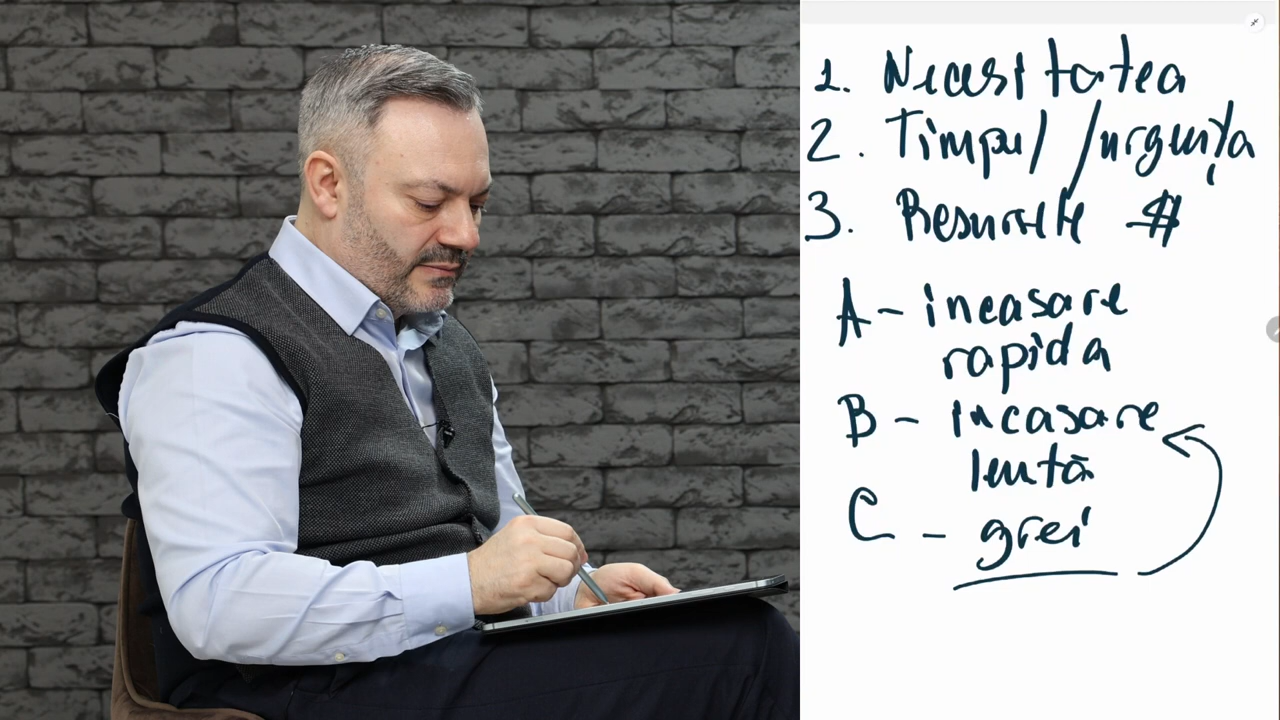 1. Necesitatea
2. Timpul / urgența
3. Resursele $
A - incasare
rapida
B - incasare
lentă
C - grei